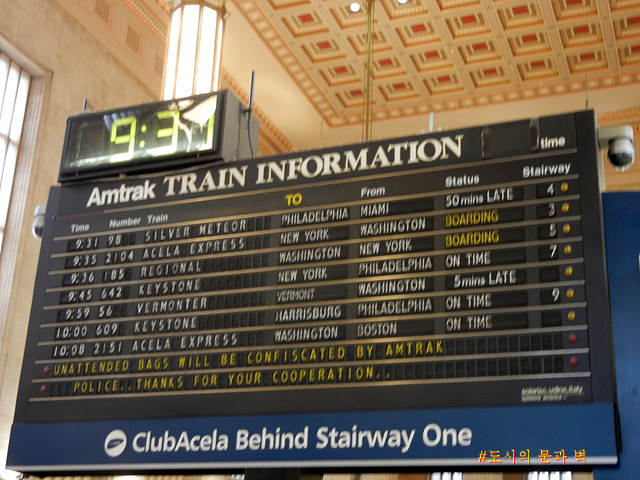 9:3
Amtrak TRAIN INFORMATION time
Time Number Train TO From Status Stairway
9:31 98 SILVER METEOR PHILADELPHIA MIAMI 50 mins LATE 4
9:35 2104 ACELA EXPRESS NEW YORK WASHINGTON BOARDING 3
9:36 185 REGIONAL WASHINGTON NEW YORK BOARDING 5
9:45 642 KEYSTONE NEW YORK PHILADELPHIA ON TIME 7
9:59 56 VERMONTER VERMONT WASHINGTON 5 mins LATE
10:00 609 KEYSTONE HARRISBURG PHILADELPHIA ON TIME 9
10:08 2151 ACELA EXPRESS WASHINGTON BOSTON ON TIME
UNATTENDED BAGS WILL BE CONFISCATED BY AMTRAK
POLICE..THANKS FOR YOUR COOPERATION..
ClubAcela Behind Stairway One
#도시의 문과 벽